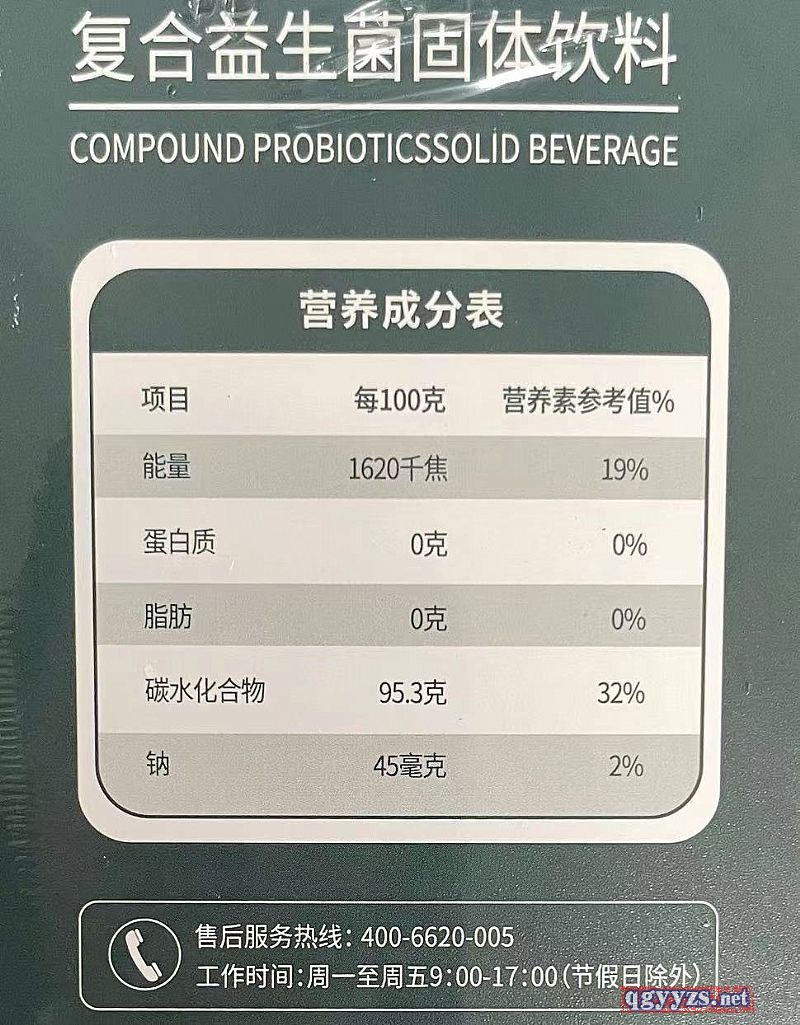 复合益生菌固体饮料
COMPOUND PROBIOTICSSOLID BEVERAGE
营养成分表
项目 每100克 营养素参考值%
能量 1620千焦 19%
蛋白质 0克 0%
脂肪 0克 0%
碳水化合物 95.3克 32%
钠 45毫克 2%
售后服务热线：400-6620-005
工作时间：周一至周五9：00-17：00（节假日除外）
qgyyzs.net